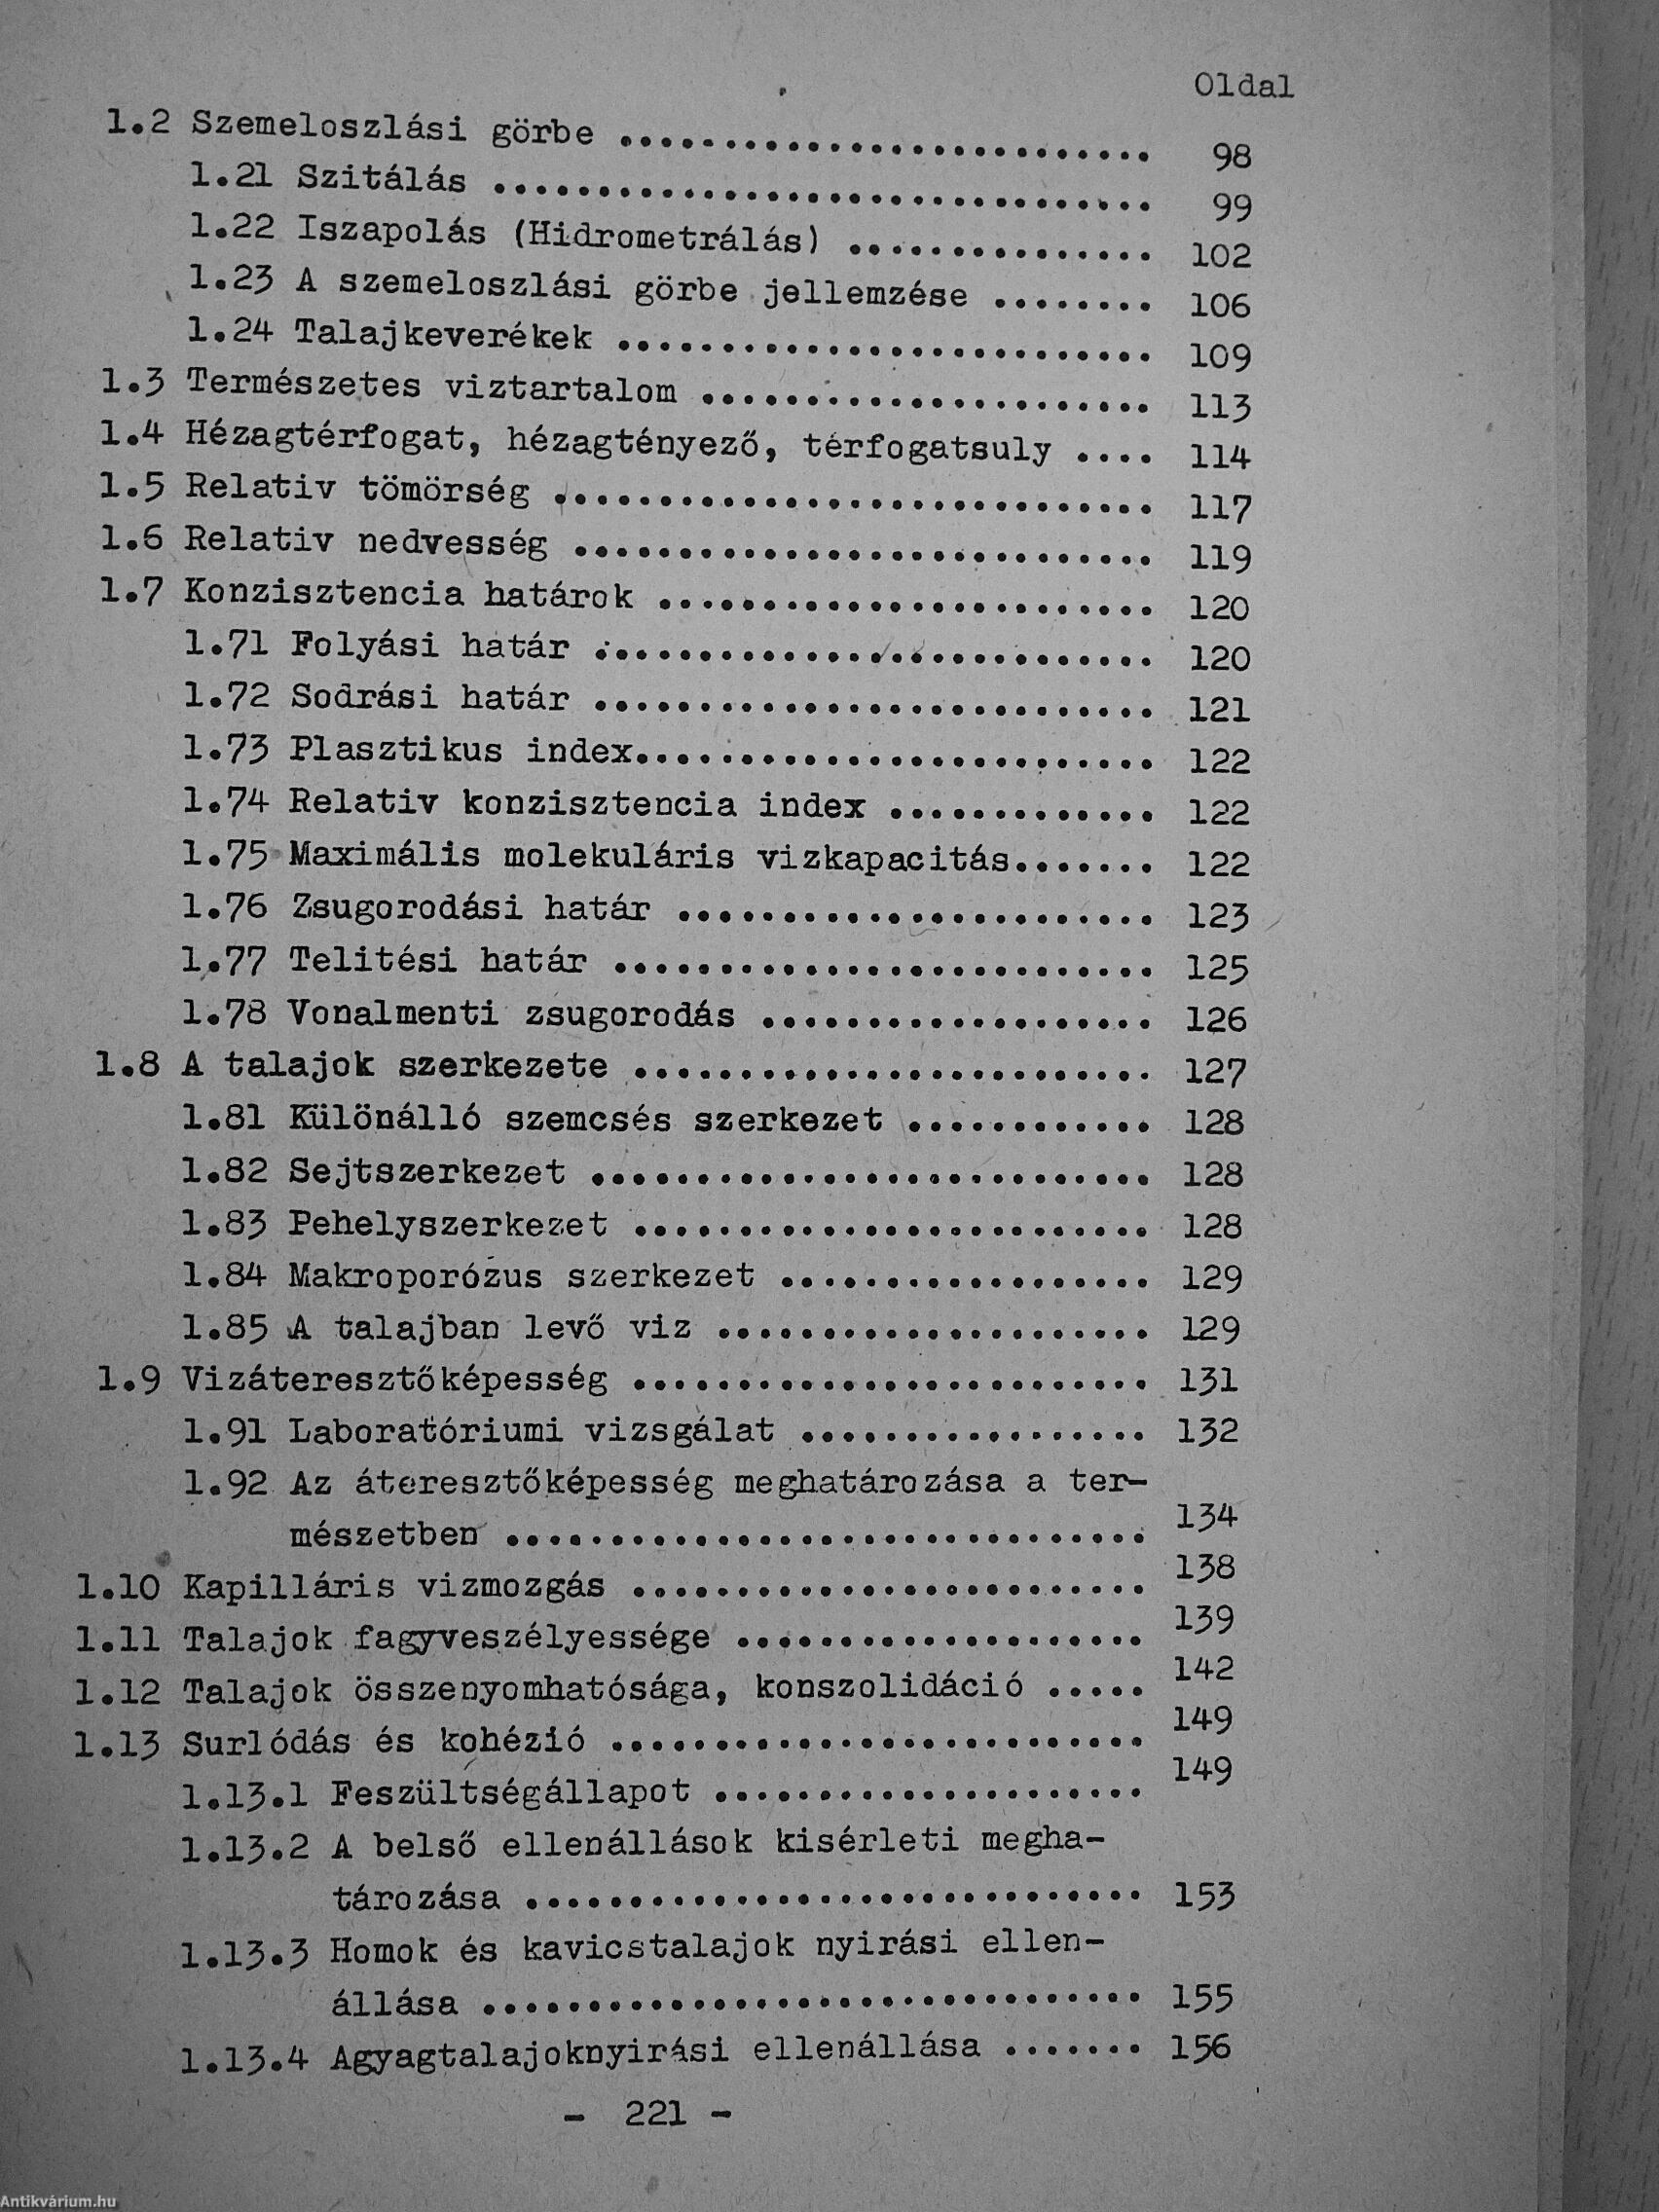 Oldal
1.2 Szemeloszlási görbe .......................... 98
1.21 Szitálás ................................ 99
1.22 Iszapolás (Hidrometrálás) ............... 102
1.23 A szemeloszlási görbe jellemzése ........ 106
1.24 Talajkeverékek .......................... 109
1.3 Természetes viztartalom ...................... 113
1.4 Hézagtérfogat, hézagtényező, térfogatsuly .... 114
1.5 Relativ tömörség ............................. 117
1.6 Relativ nedvesség ............................ 119
1.7 Konzisztencia határok ........................ 120
1.71 Folyási határ ........................... 120
1.72 Sodrási határ ........................... 121
1.73 Plasztikus index......................... 122
1.74 Relativ konzisztencia index ............. 122
1.75 Maximális molekuláris vizkapacitás....... 122
1.76 Zsugorodási határ ....................... 123
1.77 Telitési határ .......................... 125
1.78 Vonalmenti zsugorodás ................... 126
1.8 A talajok szerkezete ......................... 127
1.81 Különálló szemcsés szerkezet ............ 128
1.82 Sejtszerkezet ........................... 128
1.83 Pehelyszerkezet ......................... 128
1.84 Makroporózus szerkezet .................. 129
1.85 A talajban levő viz ..................... 129
1.9 Vizáteresztőképesség ......................... 131
1.91 Laboratóriumi vizsgálat ................. 132
1.92 Az áteresztőképesség meghatározása a ter-
mészetben ............................... 134
1.10 Kapilláris vizmozgás ......................... 138
1.11 Talajok fagyveszélyessége .................... 139
1.12 Talajok összenyomhatósága, konszolidáció ..... 142
1.13 Surlódás és kohézió .......................... 149
1.13.1 Feszültségállapot ..................... 149
1.13.2 A belső ellenállások kisérleti megha-
tározása .............................. 153
1.13.3 Homok és kavicstalajok nyirási ellen-
állása ................................ 155
1.13.4 Agyagtalajoknyirási ellenállása ....... 156
- 221 -
Antikvárium.hu